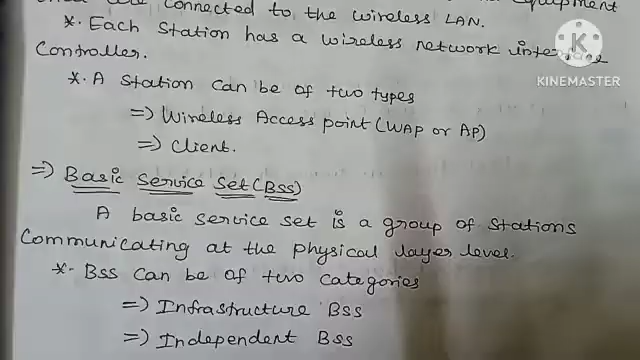 are connected to the wireless LAN. Equipment
*. Each Station has a wireless network interface
Controller.
*. A Station can be of two types
=> Wireless Access point (WAP or AP)
=> Client.
=> Basic Service Set (BSS)
A basic service set is a group of stations
Communicating at the physical layer level.
*. BSS can be of two categories
=> Infrastructure BSS
=> Independent BSS
K
KINEMASTER